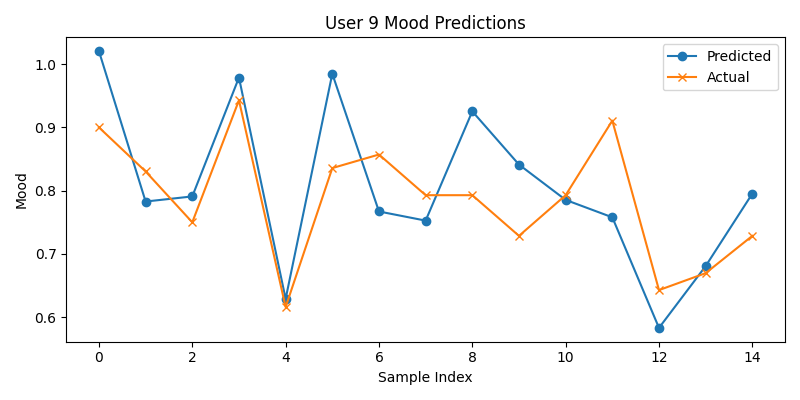 User 9 Mood Predictions
Predicted
Actual
Mood
1.0
0.9
0.8
0.7
0.6
0 2 4 6 8 10 12 14
Sample Index